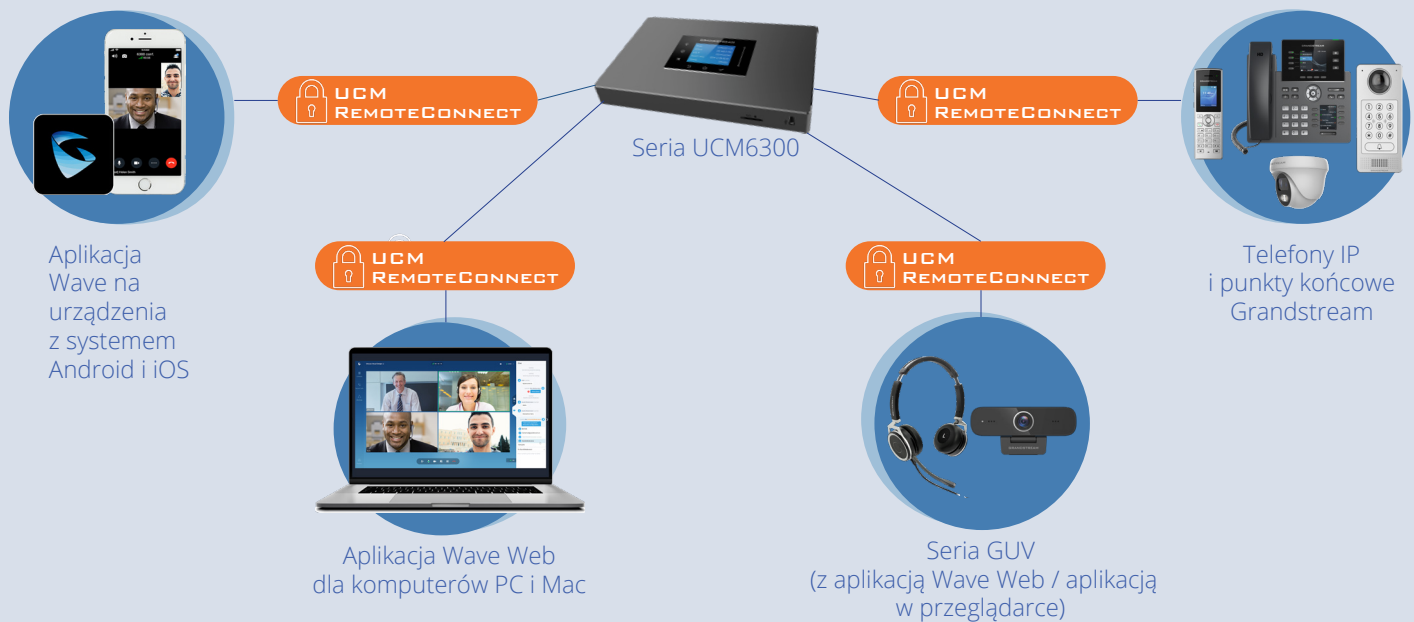 UCM
REMOTECONNECT
UCM
REMOTECONNECT
Seria UCM6300
UCM
REMOTECONNECT
UCM
REMOTECONNECT
Aplikacja
Wave na
urządzenia
z systemem
Android i iOS
Telefony IP
i punkty końcowe
Grandstream
Aplikacja Wave Web
dla komputerów PC i Mac
Seria GUV
(z aplikacją Wave Web / aplikacją
w przeglądarce)